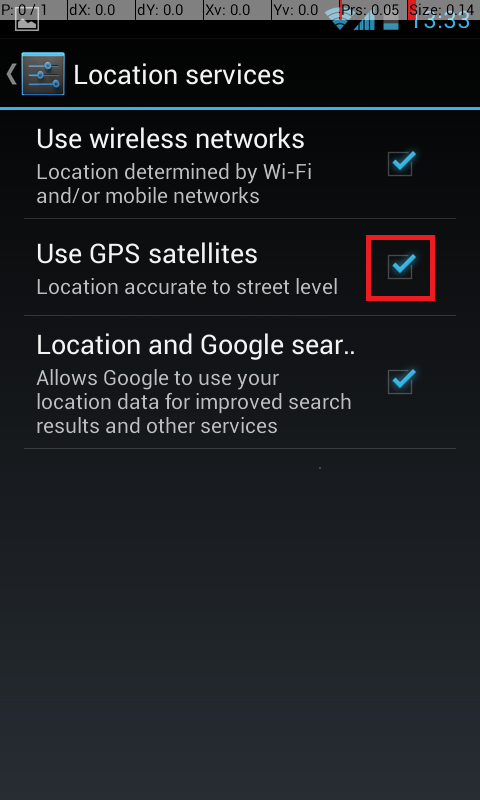 P: 0 / 1 dX: 0.0 dY: 0.0 Xv: 0.0 Yv: 0.0 Prs: 0.05 Size: 0.14
13:33
Location services
Use wireless networks
Location determined by Wi-Fi
and/or mobile networks
Use GPS satellites
Location accurate to street level
Location and Google sear..
Allows Google to use your
location data for improved search
results and other services